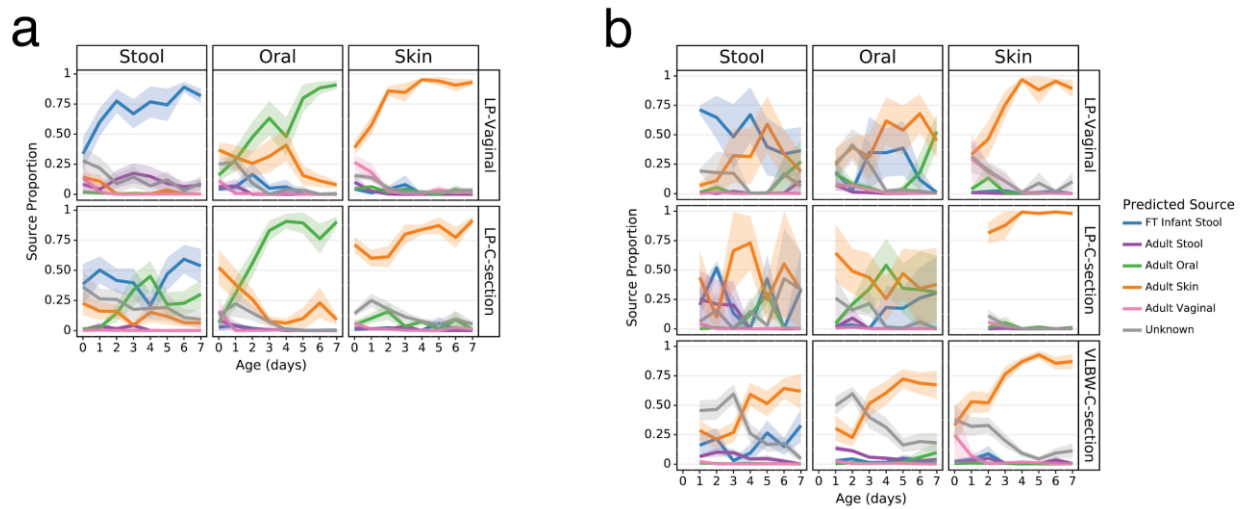 a
Stool Oral Skin
Source Proportion
1
0.75
0.50
0.25
0
LP-Vaginal
1
0.75
0.50
0.25
0
LP-C-section
0 1 2 3 4 5 6 7 0 1 2 3 4 5 6 7 0 1 2 3 4 5 6 7
Age (days)
b
Stool Oral Skin
Source Proportion
1
0.75
0.50
0.25
0
LP-Vaginal
1
0.75
0.50
0.25
0
LP-C-section
1
0.75
0.50
0.25
0
VLBW-C-section
0 1 2 3 4 5 6 7 0 1 2 3 4 5 6 7 0 1 2 3 4 5 6 7
Age (days)
Predicted Source
FT Infant Stool
Adult Stool
Adult Oral
Adult Skin
Adult Vaginal
Unknown